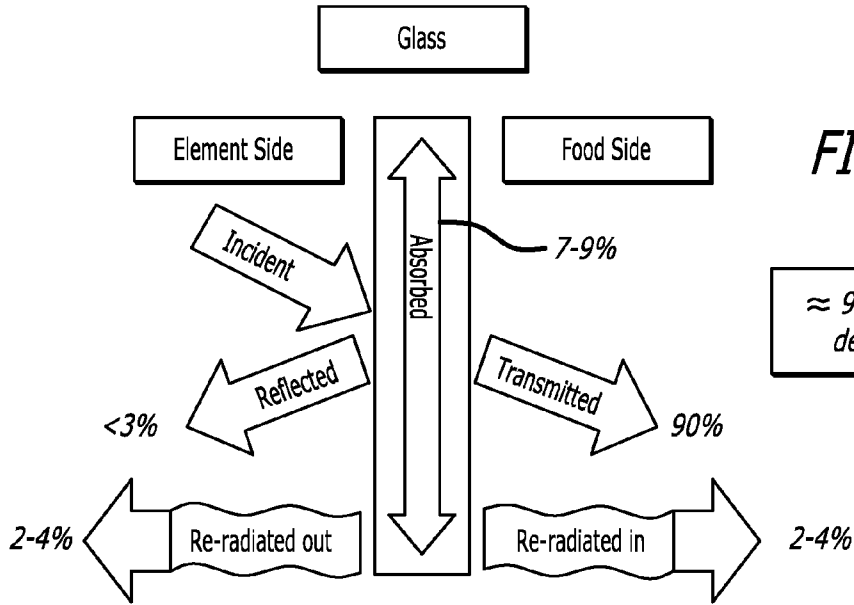 Glass
Element Side
Food Side
Incident
Absorbed
7-9%
Reflected
Transmitted
<3%
90%
2-4%
Re-radiated out
Re-radiated in
2-4%
≈ 9